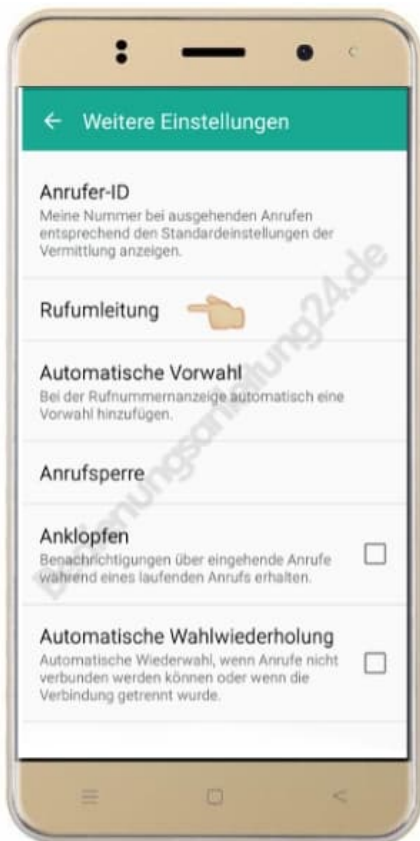 Weitere Einstellungen
Anrufer-ID
Meine Nummer bei ausgehenden Anrufen
entsprechend den Standardeinstellungen der
Vermittlung anzeigen.
Rufumleitung
Automatische Vorwahl
Bei der Rufnummernanzeige automatisch eine
Vorwahl hinzufügen.
Anrufsperre
Anklopfen
Benachrichtigungen über eingehende Anrufe
während eines laufenden Anrufs erhalten.
Automatische Wahlwiederholung
Automatische Wiederwahl, wenn Anrufe nicht
verbunden werden können oder wenn die
Verbindung getrennt wurde.
Bedienungsanleitung24.de